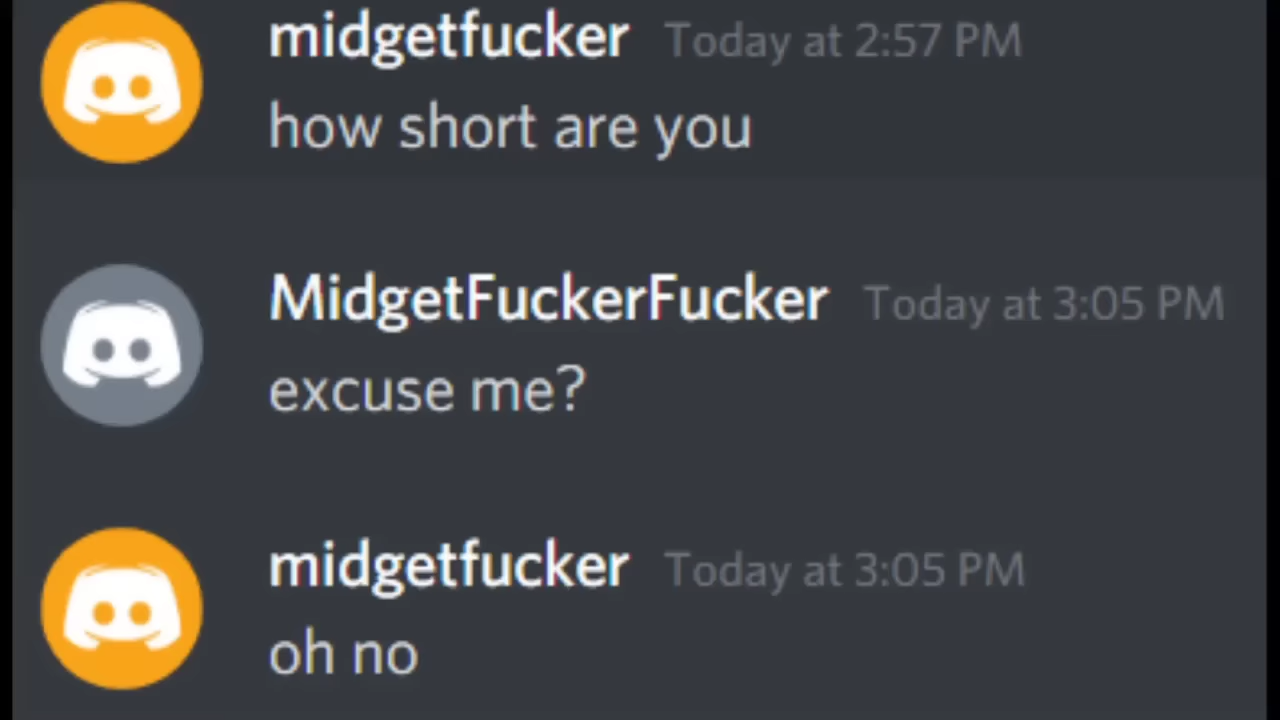 midgetfucker Today at 2:57 PM
how short are you
MidgetFuckerFucker Today at 3:05 PM
excuse me?
midgetfucker Today at 3:05 PM
oh no